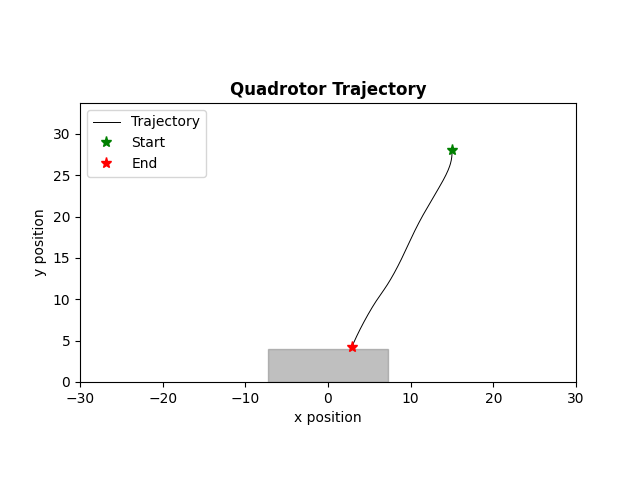 Quadrotor Trajectory
Trajectory
Start
End
30
25
20
15
10
5
0
y position
−30 −20 −10 0 10 20 30
x position